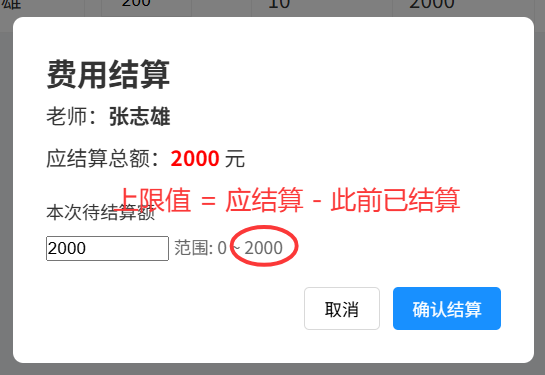 雄 200 10 2000
费用结算
老师：张志雄
应结算总额：2000 元
上限值 = 应结算 - 此前已结算
本次待结算额
2000 范围: 0 ~ 2000
取消 确认结算